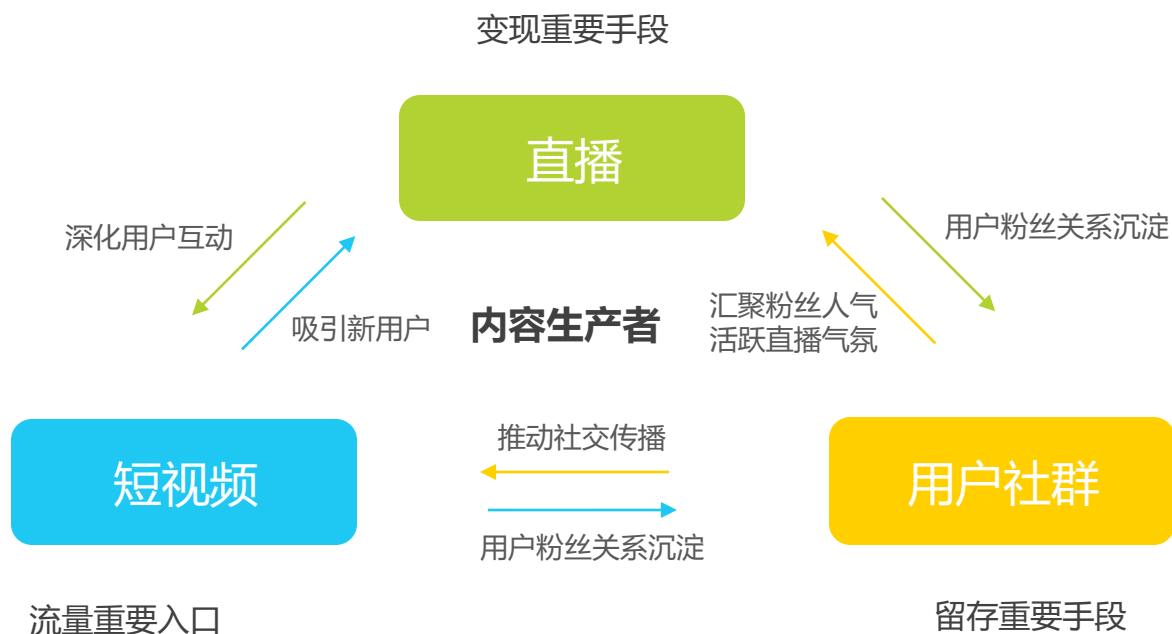 变现重要手段
直播
深化用户互动
用户粉丝关系沉淀
吸引新用户
内容生产者
汇聚粉丝人气
活跃直播气氛
推动社交传播
短视频
用户社群
用户粉丝关系沉淀
流量重要入口
留存重要手段